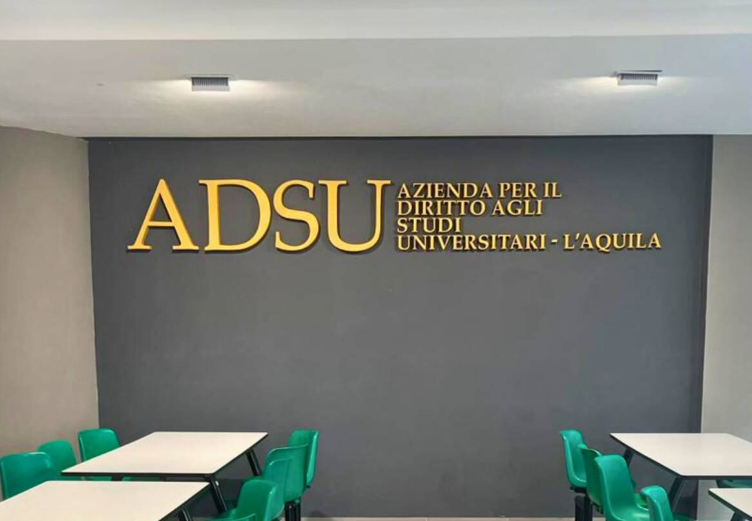 ADSU
AZIENDA PER IL
DIRITTO AGLI
STUDI
UNIVERSITARI - L'AQUILA